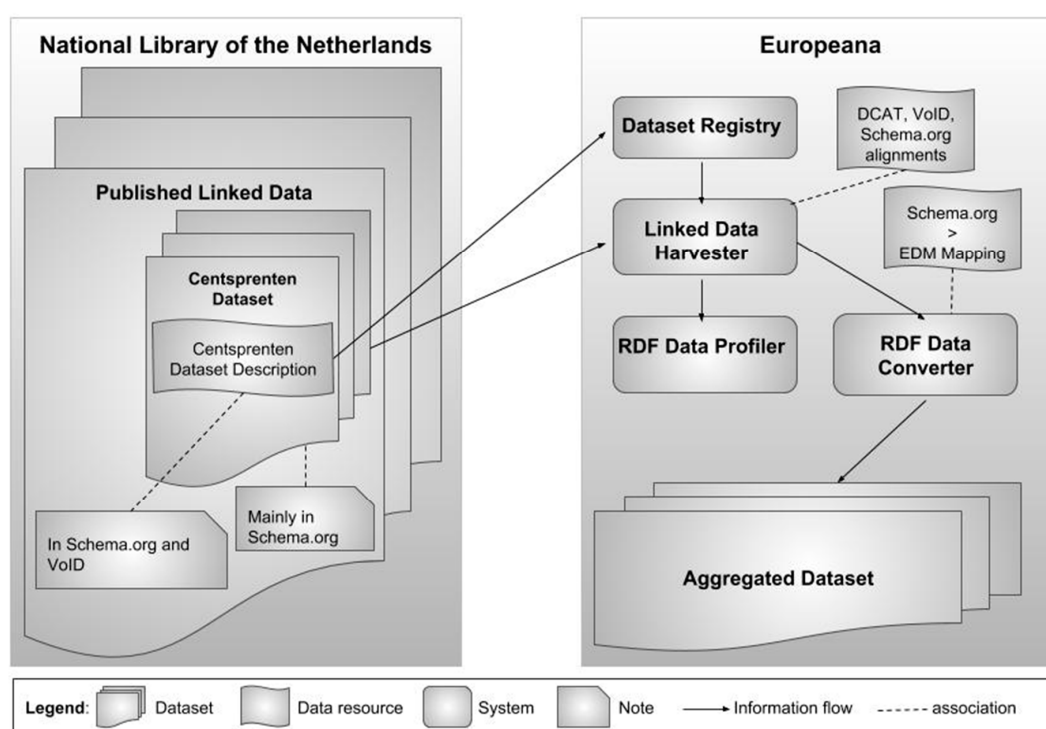 National Library of the Netherlands
Published Linked Data
Centsprenten
Dataset
Centsprenten
Dataset Description
In Schema.org and
VoID
Mainly in
Schema.org
Europeana
Dataset Registry
DCAT, VoID,
Schema.org
alignments
Linked Data
Harvester
Schema.org
>
EDM Mapping
RDF Data Profiler
RDF Data
Converter
Aggregated Dataset
Legend: Dataset Data resource System Note Information flow association